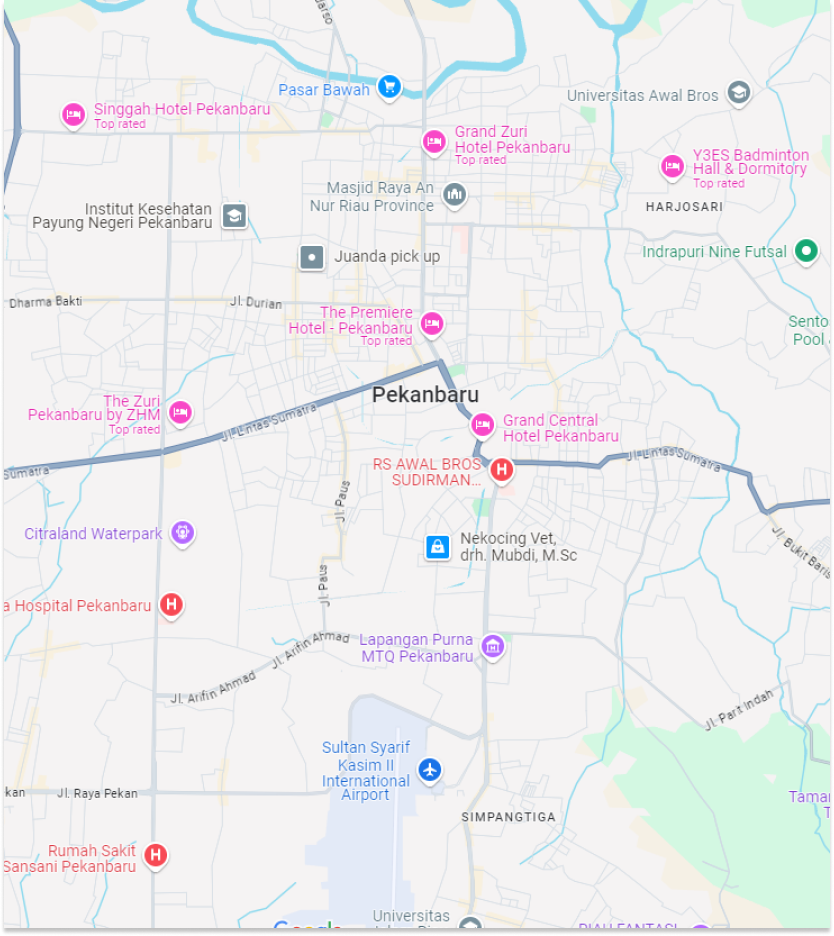 Pasar Bawah
Universitas Awal Bros
Singgah Hotel Pekanbaru
Top rated
Grand Zuri
Hotel Pekanbaru
Top rated
Y3ES Badminton
Hall & Dormitory
Top rated
Masjid Raya An
Nur Riau Province
HARJOSARI
Institut Kesehatan
Payung Negeri Pekanbaru
Juanda pick up
Indrapuri Nine Futsal
Dharma Bakti
Jl. Durian
The Premiere
Hotel - Pekanbaru
Top rated
Sento
Pool
Pekanbaru
The Zuri
Pekanbaru by ZHM
Top rated
Jl. Lintas Sumatra
Grand Central
Hotel Pekanbaru
Sumatra
RS AWAL BROS
SUDIRMAN...
Jl. Lintas Sumatra
Jl. Paus
Citraland Waterpark
Nekocing Vet,
drh. Mubdi, M.Sc
Jl. Bukit Baris
Jl. Paus
a Hospital Pekanbaru
Jl. Arifin Ahmad
Lapangan Purna
MTQ Pekanbaru
Jl. Arifin Ahmad
Jl. Parit Indah
Sultan Syarif
Kasim II
International
Airport
kan
Jl. Raya Pekan
Tamar
SIMPANGTIGA
Rumah Sakit
Sansani Pekanbaru
Universitas
Google
RIAU FANTASI